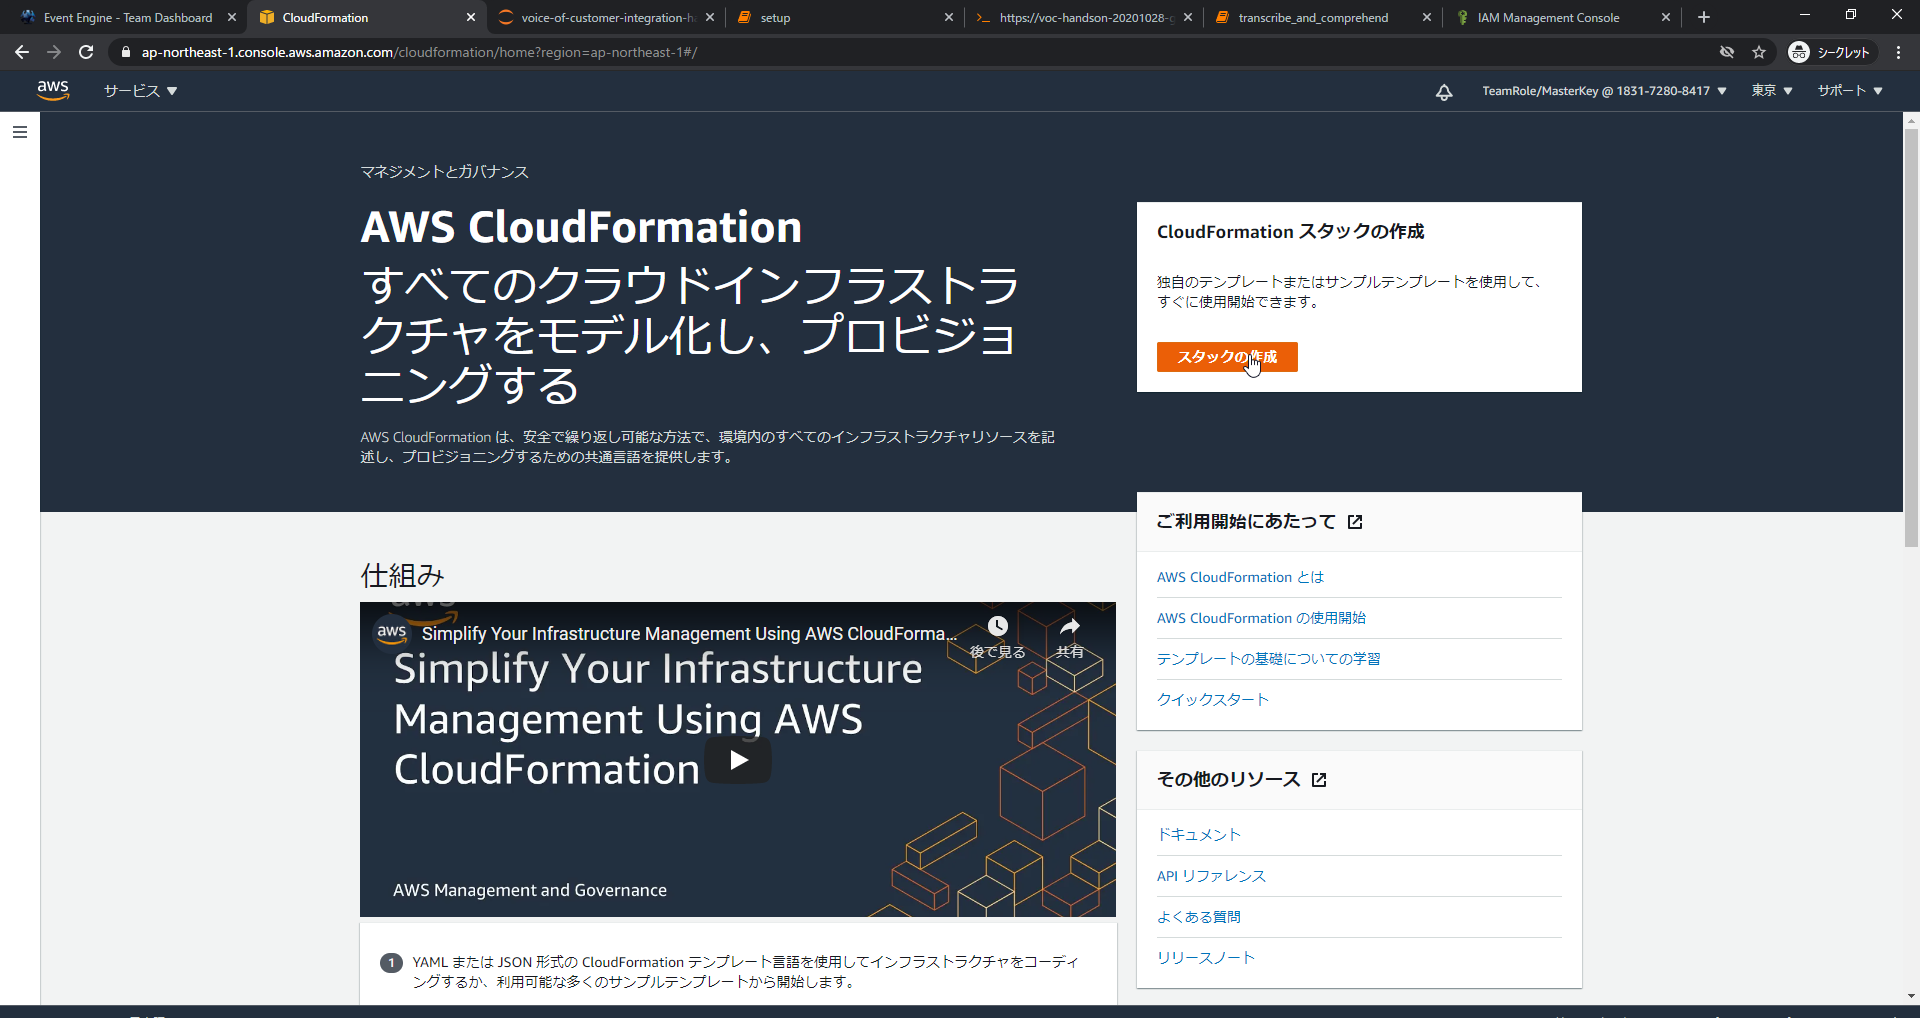 Event Engine - Team Dashboard
CloudFormation
voice-of-customer-integration-h
setup
https://voc-handson-20201028-
transcribe_and_comprehend
IAM Management Console
ap-northeast-1.console.aws.amazon.com/cloudformation/home?region=ap-northeast-1#/
シークレット
aws
サービス
TeamRole/MasterKey @ 1831-7280-8417
東京
サポート
マネジメントとガバナンス
AWS CloudFormation
すべてのクラウドインフラストラ
クチャをモデル化し、プロビジョ
ニングする
AWS CloudFormation は、安全で繰り返し可能な方法で、環境内のすべてのインフラストラクチャリソースを記
述し、プロビジョニングするための共通言語を提供します。
CloudFormation スタックの作成
独自のテンプレートまたはサンプルテンプレートを使用して、
すぐに使用開始できます。
スタックの作成
ご利用開始にあたって
AWS CloudFormation とは
AWS CloudFormation の使用開始
テンプレートの基礎についての学習
クイックスタート
その他のリソース
ドキュメント
API リファレンス
よくある質問
リリースノート
仕組み
aws
aws
Simplify Your Infrastructure Management Using AWS CloudForma...
後で見る
共有
Simplify Your Infrastructure
Management Using AWS
CloudFormation
AWS Management and Governance
1
YAML または JSON 形式の CloudFormation テンプレート言語を使用してインフラストラクチャをコーディ
ングするか、利用可能な多くのサンプルテンプレートから開始します。